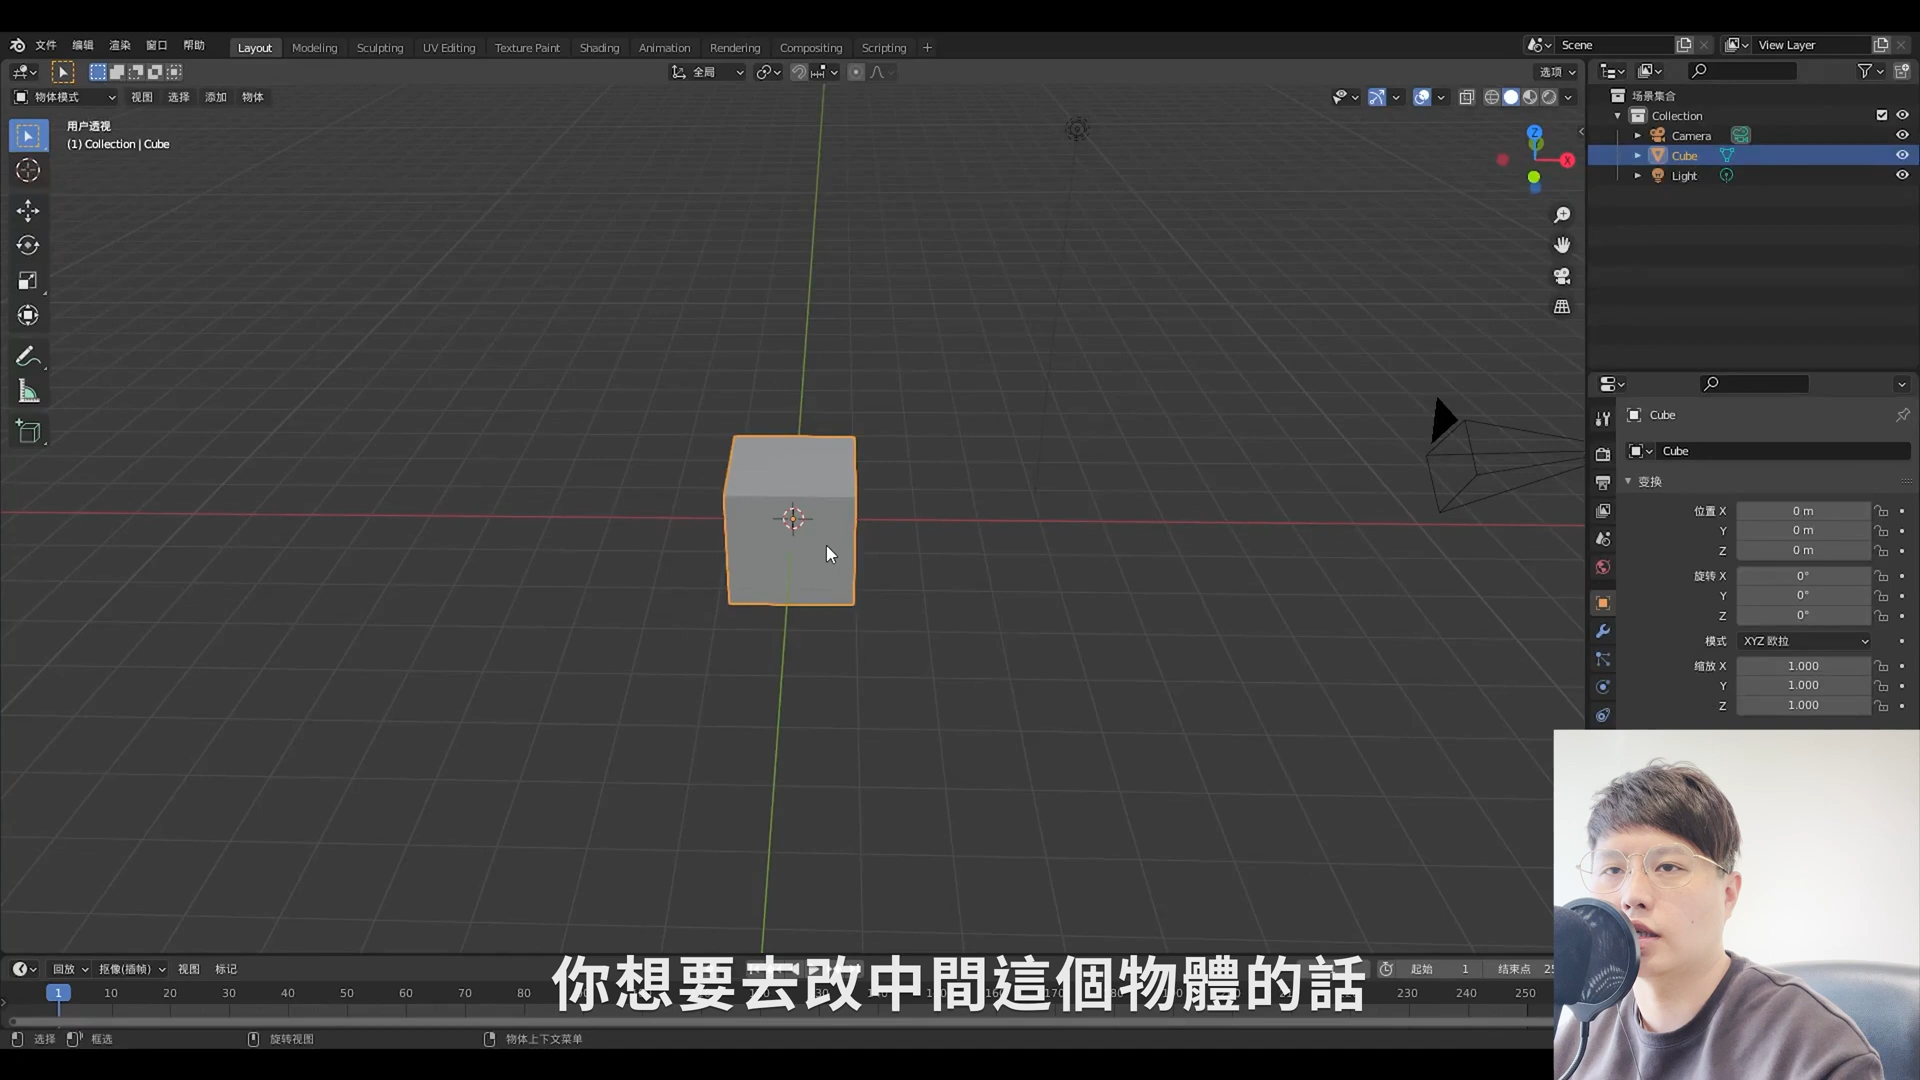 文件 编辑 渲染 窗口 帮助 Layout Modeling Sculpting UV Editing Texture Paint Shading Animation Rendering Compositing Scripting + Scene View Layer
全局 选项
物体模式 视图 选择 添加 物体
用户透视
(1) Collection | Cube
Z
X
场景集合
Collection
Camera
Cube
Light
Cube
Cube
变换
位置 X 0 m
Y 0 m
Z 0 m
旋转 X 0°
Y 0°
Z 0°
模式 XYZ 欧拉
缩放 X 1.000
Y 1.000
Z 1.000
回放 抠像(插帧) 视图 标记 起始 1 结束点 25
1 10 20 30 40 50 60 70 80 230 240 250
你想要去改中間這個物體的話
选择 框选 旋转视图 物体上下文菜单